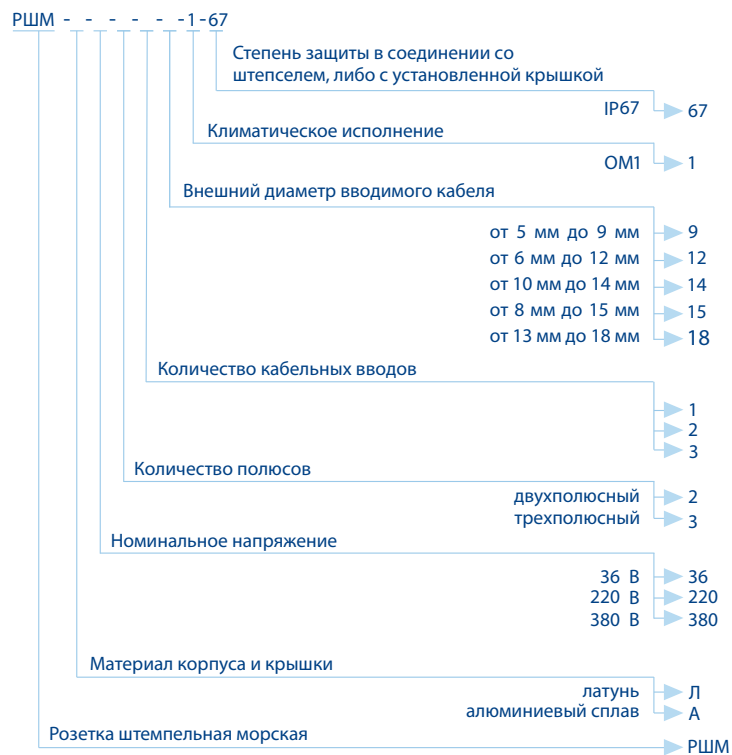 РШМ - - - - - -1-67
Степень защиты в соединении со
штепселем, либо с установленной крышкой
IP67 67
Климатическое исполнение
ОМ1 1
Внешний диаметр вводимого кабеля
от 5 мм до 9 мм 9
от 6 мм до 12 мм 12
от 10 мм до 14 мм 14
от 8 мм до 15 мм 15
от 13 мм до 18 мм 18
Количество кабельных вводов
1
2
3
Количество полюсов
двухполюсный 2
трехполюсный 3
Номинальное напряжение
36 В 36
220 В 220
380 В 380
Материал корпуса и крышки
латунь Л
алюминиевый сплав А
Розетка штемпельная морская
РШМ